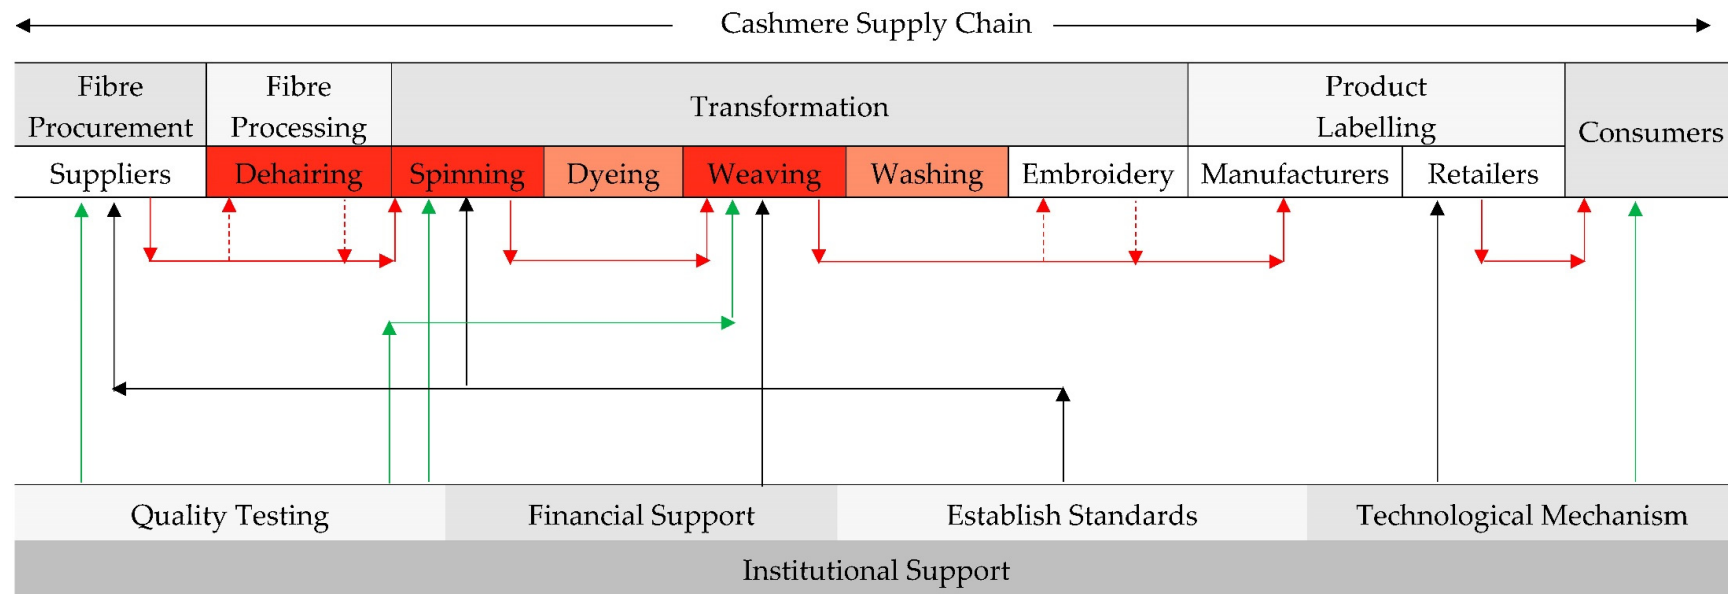 Cashmere Supply Chain
Fibre
Procurement
Fibre
Processing
Transformation
Product
Labelling
Consumers
Suppliers
Dehairing
Spinning
Dyeing
Weaving
Washing
Embroidery
Manufacturers
Retailers
Quality Testing
Financial Support
Establish Standards
Technological Mechanism
Institutional Support